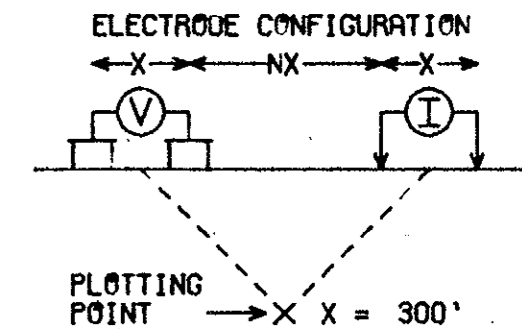 ELECTRODE CONFIGURATION
X NX X
V I
PLOTTING
POINT X X = 300'